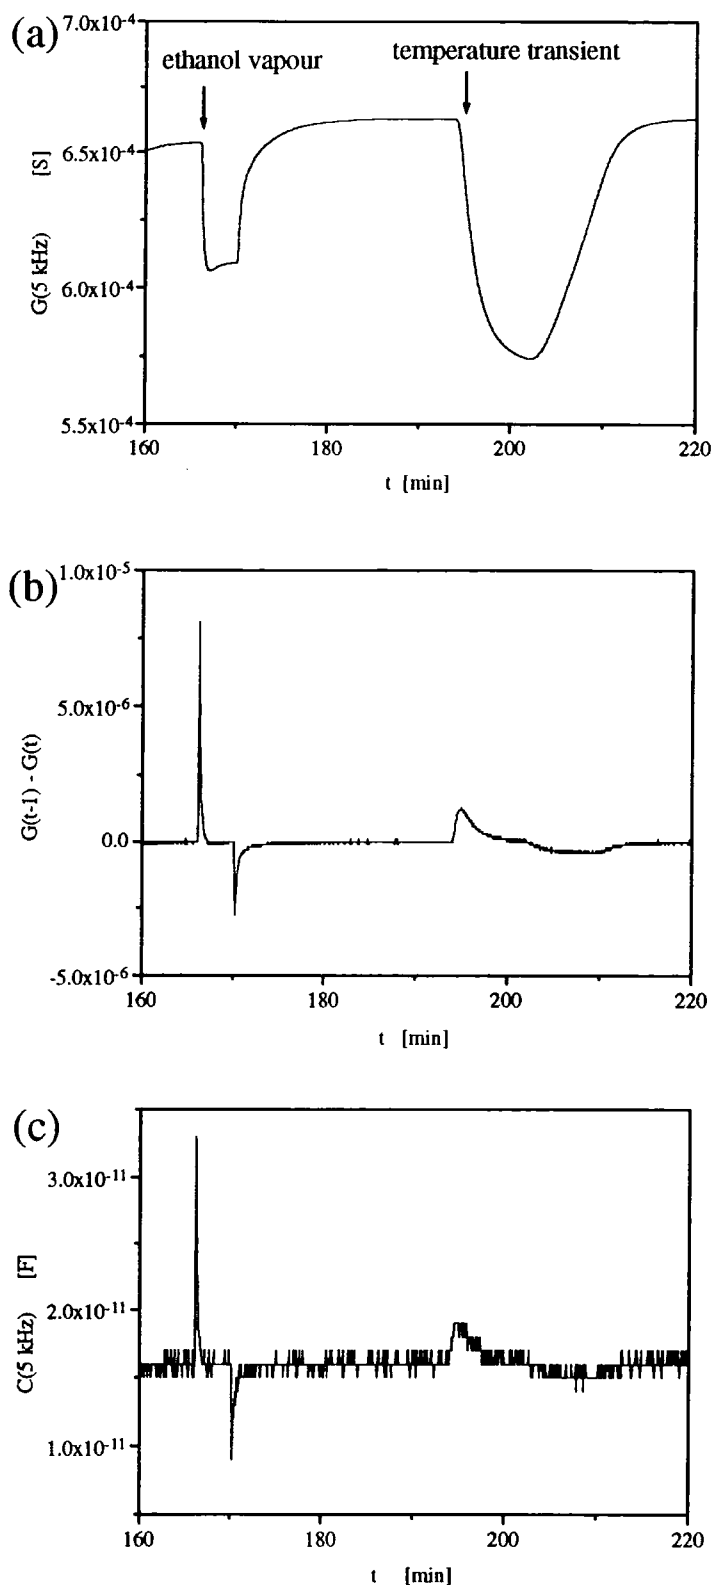 (a)
7.0x10-4
ethanol vapour
temperature transient
6.5x10-4
G(5 kHz) [S]
6.0x10-4
5.5x10-4
160 180 200 220
t [min]
(b)
1.0x10-5
5.0x10-6
G(t-1) - G(t)
0.0
-5.0x10-6
160 180 200 220
t [min]
(c)
3.0x10-11
C(5 kHz) [F]
2.0x10-11
1.0x10-11
160 180 200 220
t [min]